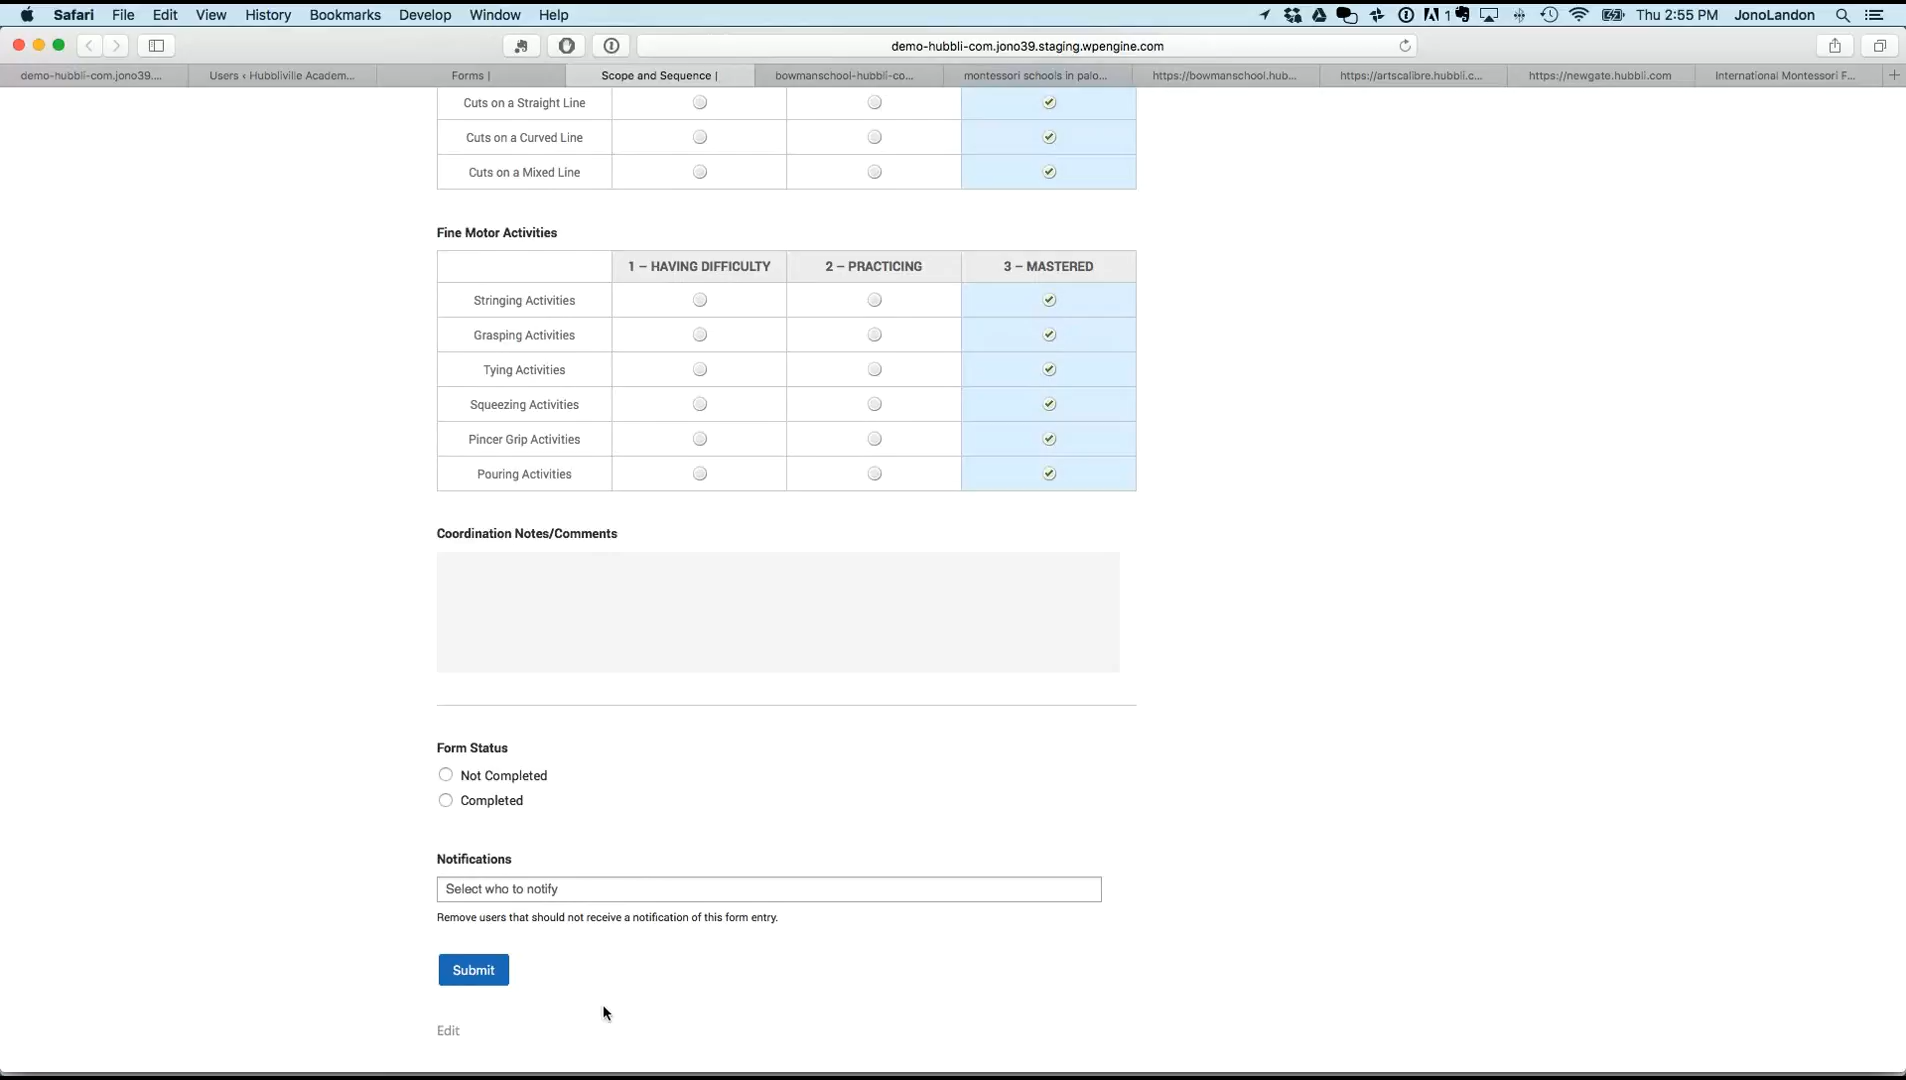 Safari File Edit View History Bookmarks Develop Window Help 1 Thu 2:55 PM JonoLandon
demo-hubbli-com.jono39.staging.wpengine.com
demo-hubbli-com.jono39.... Users ‹ Hubbliville Academ... Forms | Scope and Sequence | bowmanschool-hubbli-co... montessori schools in palo... https://bowmanschool.hub... https://artscalibre.hubbli.c... https://newgate.hubbli.com International Montessori F... +
Cuts on a Straight Line
Cuts on a Curved Line
Cuts on a Mixed Line
Fine Motor Activities
1 – HAVING DIFFICULTY 2 – PRACTICING 3 – MASTERED
Stringing Activities
Grasping Activities
Tying Activities
Squeezing Activities
Pincer Grip Activities
Pouring Activities
Coordination Notes/Comments
Form Status
Not Completed
Completed
Notifications
Select who to notify
Remove users that should not receive a notification of this form entry.
Submit
Edit